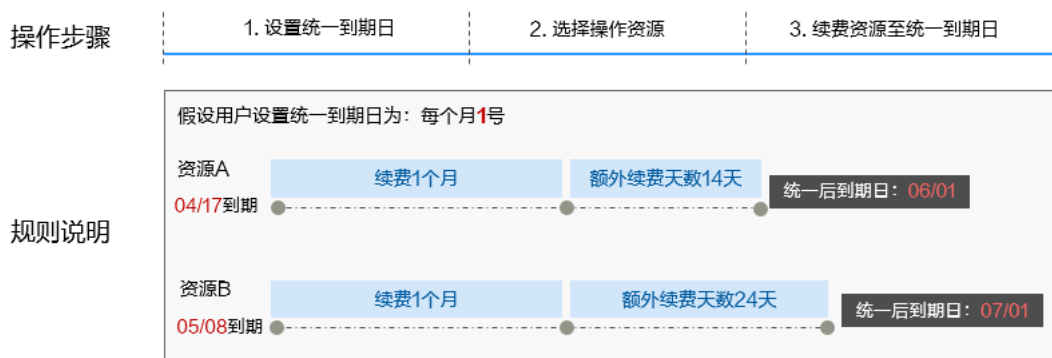 操作步骤
1. 设置统一到期日
2. 选择操作资源
3. 续费资源至统一到期日
假设用户设置统一到期日为：每个月1号
资源A
续费1个月
额外续费天数14天
统一后到期日：06/01
04/17到期
规则说明
资源B
续费1个月
额外续费天数24天
统一后到期日：07/01
05/08到期